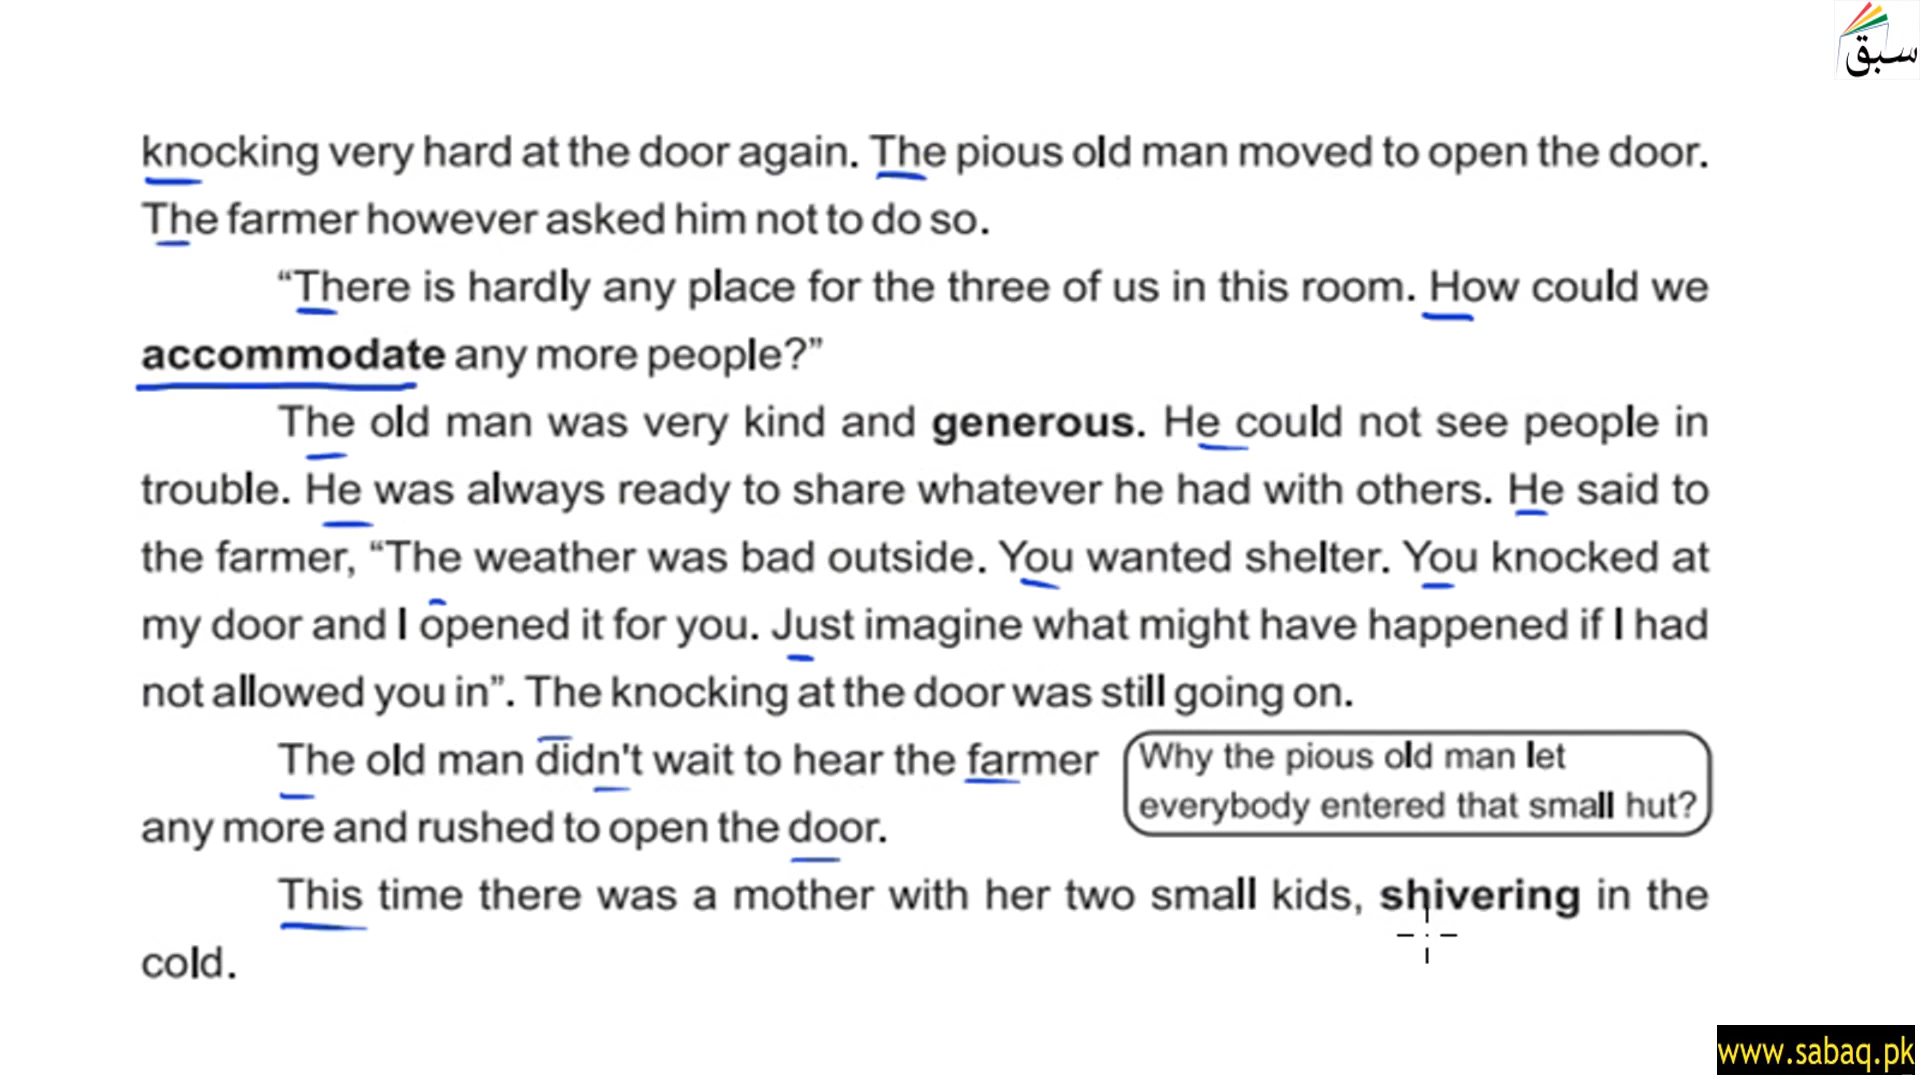 سبق
knocking very hard at the door again. The pious old man moved to open the door.
The farmer however asked him not to do so.
“There is hardly any place for the three of us in this room. How could we
accommodate any more people?”
The old man was very kind and generous. He could not see people in
trouble. He was always ready to share whatever he had with others. He said to
the farmer, “The weather was bad outside. You wanted shelter. You knocked at
my door and I opened it for you. Just imagine what might have happened if I had
not allowed you in”. The knocking at the door was still going on.
The old man didn't wait to hear the farmer
any more and rushed to open the door.
Why the pious old man let
everybody entered that small hut?
This time there was a mother with her two small kids, shivering in the
cold.
www.sabaq.pk